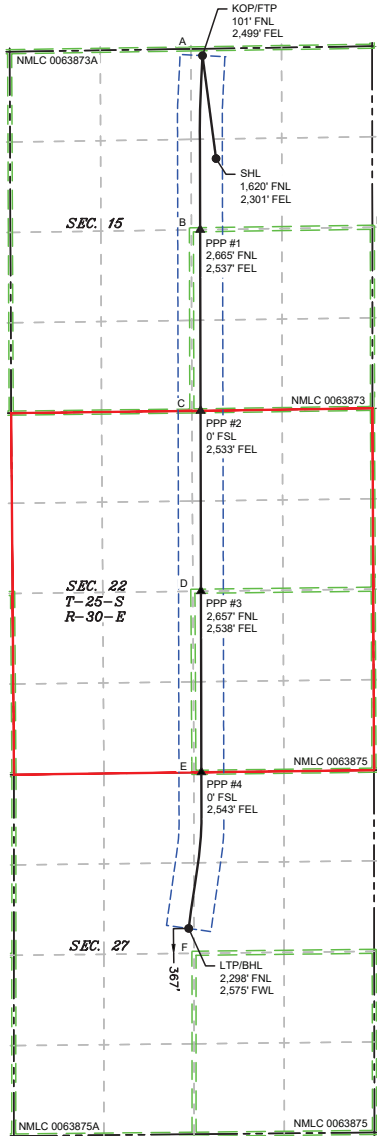 KOP/FTP
101' FNL
2,499' FEL
A
NMLC 0063873A
SHL
1,620' FNL
2,301' FEL
SEC. 15
B
PPP #1
2,665' FNL
2,537' FEL
C
NMLC 0063873
PPP #2
0' FSL
2,533' FEL
SEC. 22
T-25-S
R-30-E
D
PPP #3
2,657' FNL
2,538' FEL
E
NMLC 0063875
PPP #4
0' FSL
2,543' FEL
SEC. 27
F
367'
LTP/BHL
2,298' FNL
2,575' FWL
NMLC 0063875A
NMLC 0063875